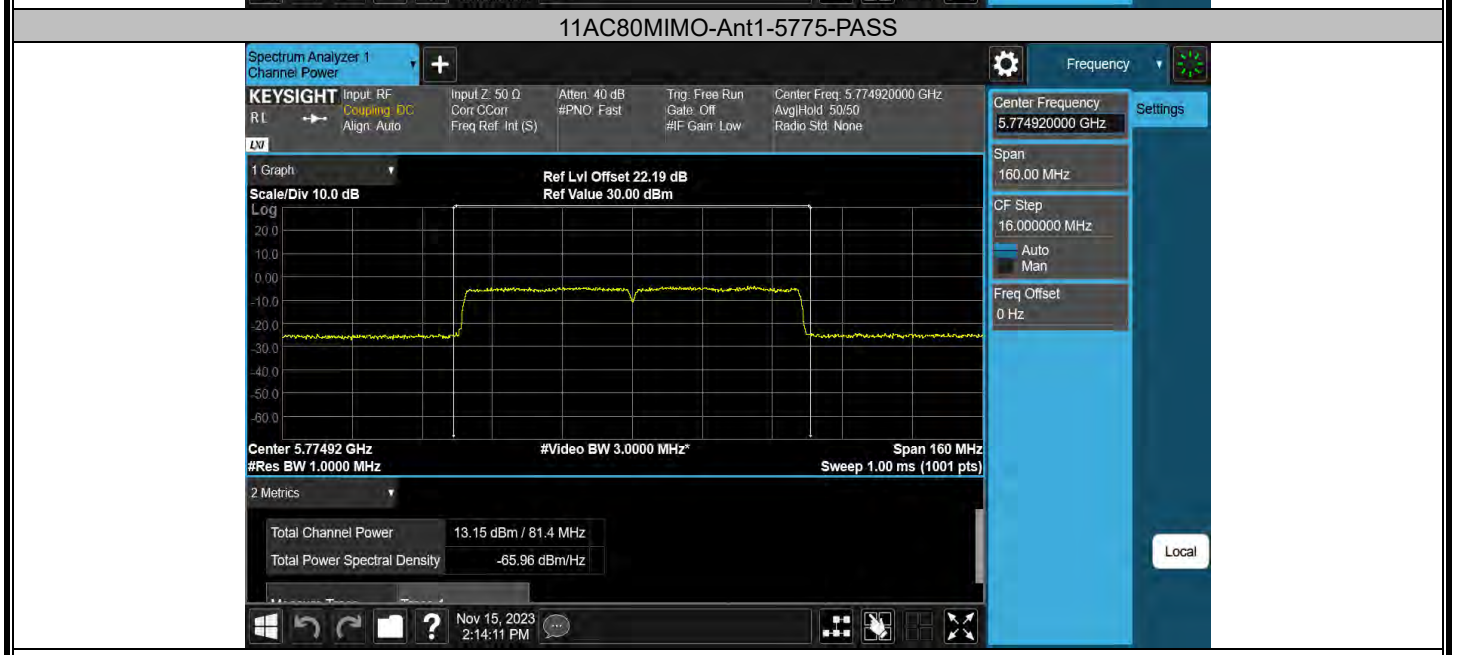 11AC80MIMO-Ant1-5775-PASS
Spectrum Analyzer 1
Channel Power
Frequency
KEYSIGHT
RL
LXI
Input: RF
Coupling: DC
Align: Auto
Input Z: 50 Ω
Corr CCorr
Freq Ref: Int (S)
Atten: 40 dB
#PNO: Fast
Trig: Free Run
Gate: Off
#IF Gain: Low
Center Freq: 5.774920000 GHz
Avg|Hold: 50/50
Radio Std: None
Center Frequency
5.774920000 GHz
Settings
Span
160.00 MHz
CF Step
16.000000 MHz
Auto
Man
Freq Offset
0 Hz
1 Graph
Ref Lvl Offset 22.19 dB
Scale/Div 10.0 dB
Ref Value 30.00 dBm
Log
20.0
10.0
0.00
-10.0
-20.0
-30.0
-40.0
-50.0
-60.0
Center 5.77492 GHz
#Video BW 3.0000 MHz*
Span 160 MHz
#Res BW 1.0000 MHz
Sweep 1.00 ms (1001 pts)
2 Metrics
Total Channel Power 13.15 dBm / 81.4 MHz
Total Power Spectral Density -65.96 dBm/Hz
Local
Nov 15, 2023
2:14:11 PM